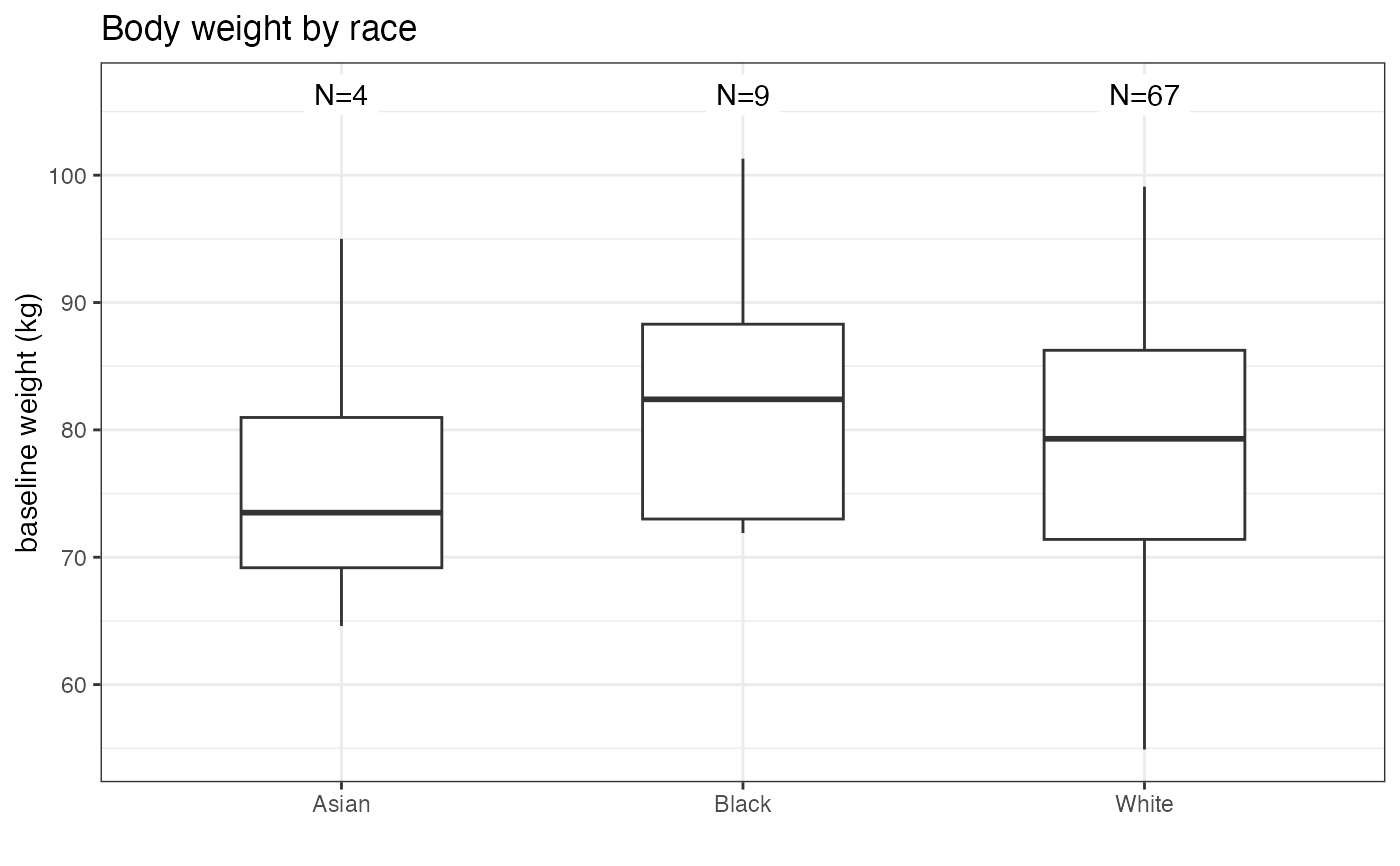 Body weight by race
N=4 N=9 N=67
baseline weight (kg)
100
90
80
70
60
Asian Black White